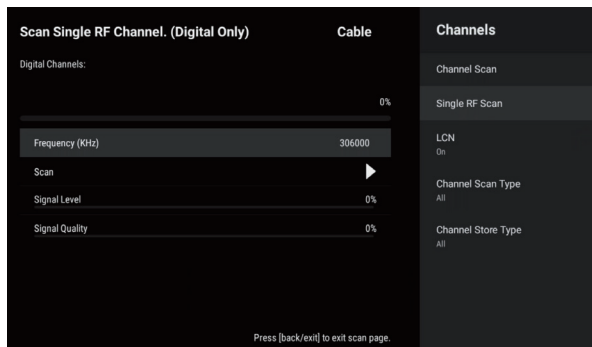 Scan Single RF Channel. (Digital Only) Cable
Digital Channels:
0%
Frequency (KHz) 306000
Scan
Signal Level 0%
Signal Quality 0%
Press [back/exit] to exit scan page.
Channels
Channel Scan
Single RF Scan
LCN
On
Channel Scan Type
All
Channel Store Type
All